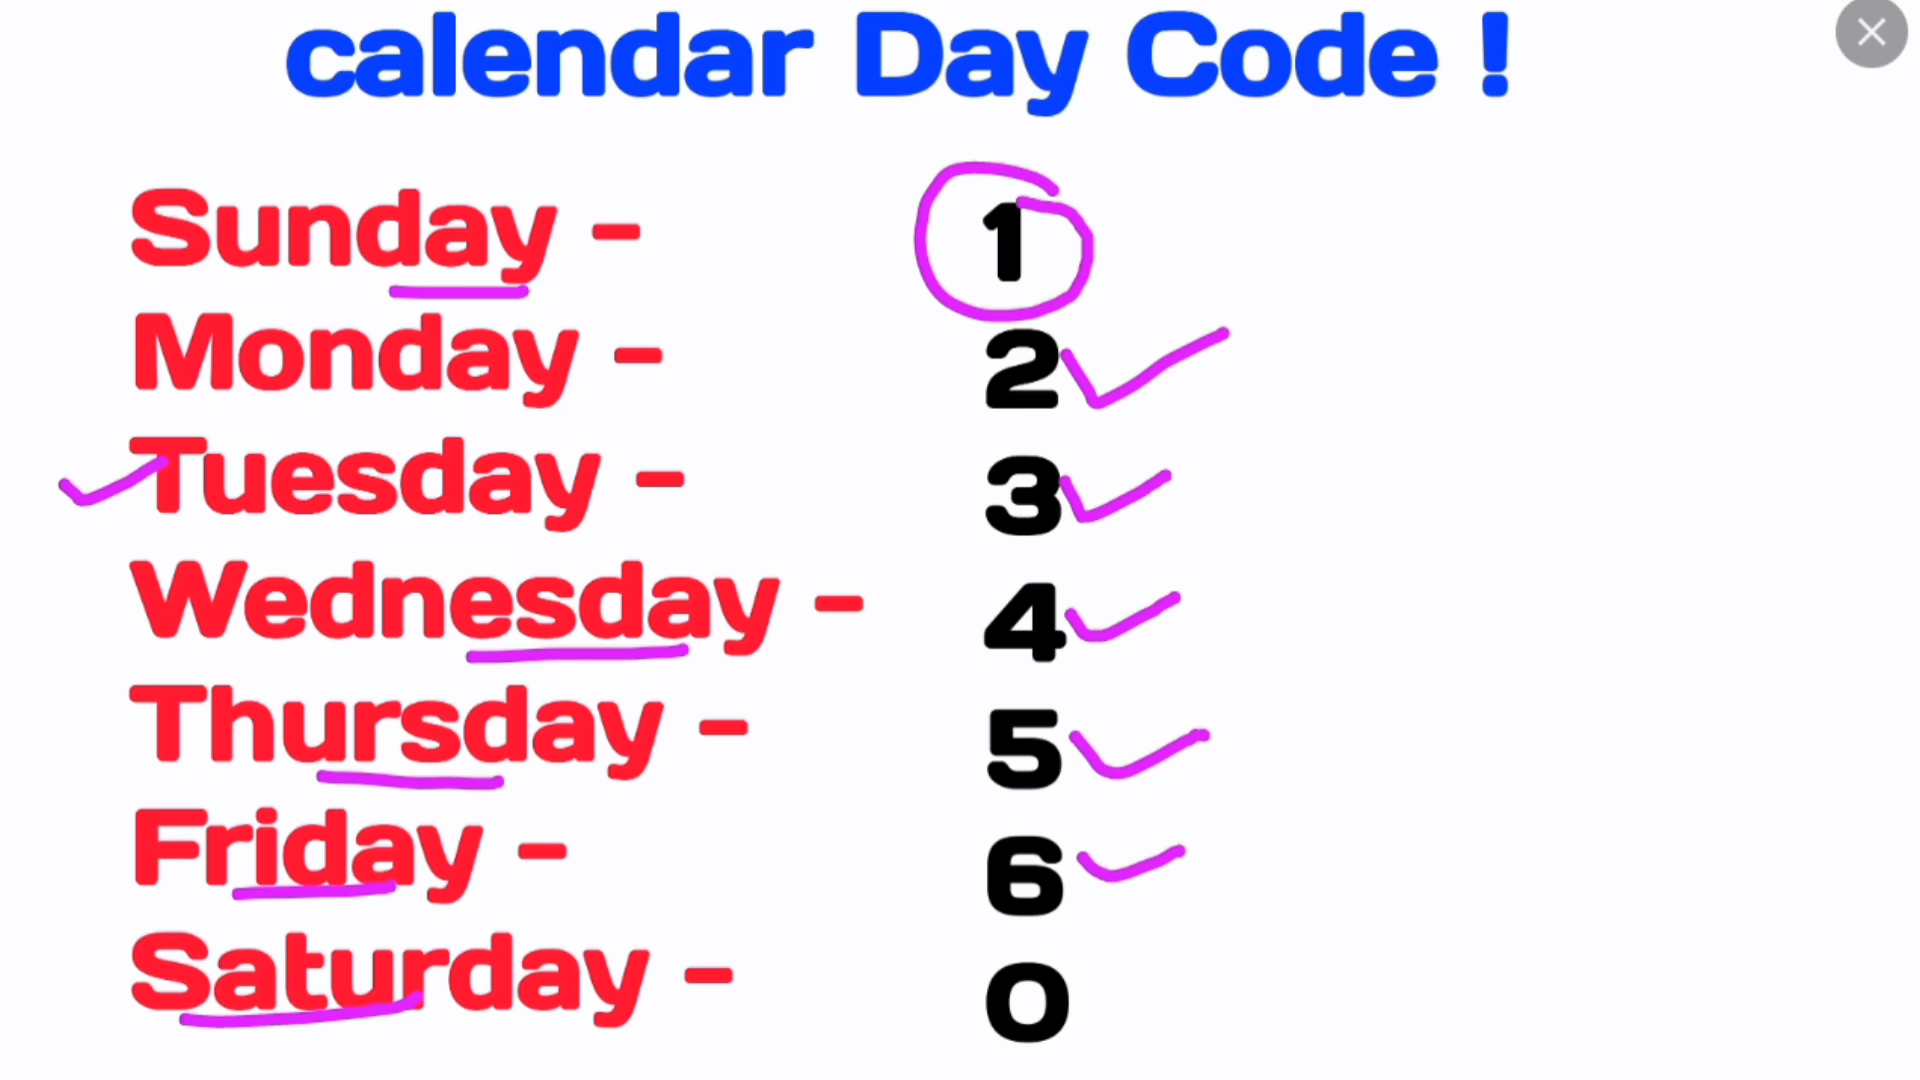 calendar Day Code !
Sunday - 1
Monday - 2
Tuesday - 3
Wednesday - 4
Thursday - 5
Friday - 6
Saturday - 0